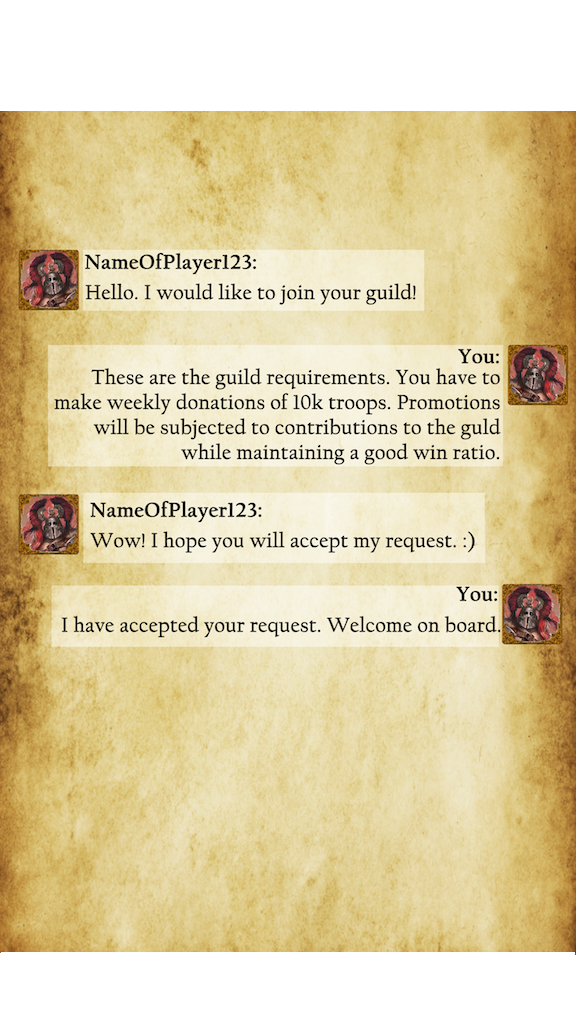 NameOfPlayer123:
Hello. I would like to join your guild!
You:
These are the guild requirements. You have to
make weekly donations of 10k troops. Promotions
will be subjected to contributions to the guld
while maintaining a good win ratio.
NameOfPlayer123:
Wow! I hope you will accept my request. :)
You:
I have accepted your request. Welcome on board.